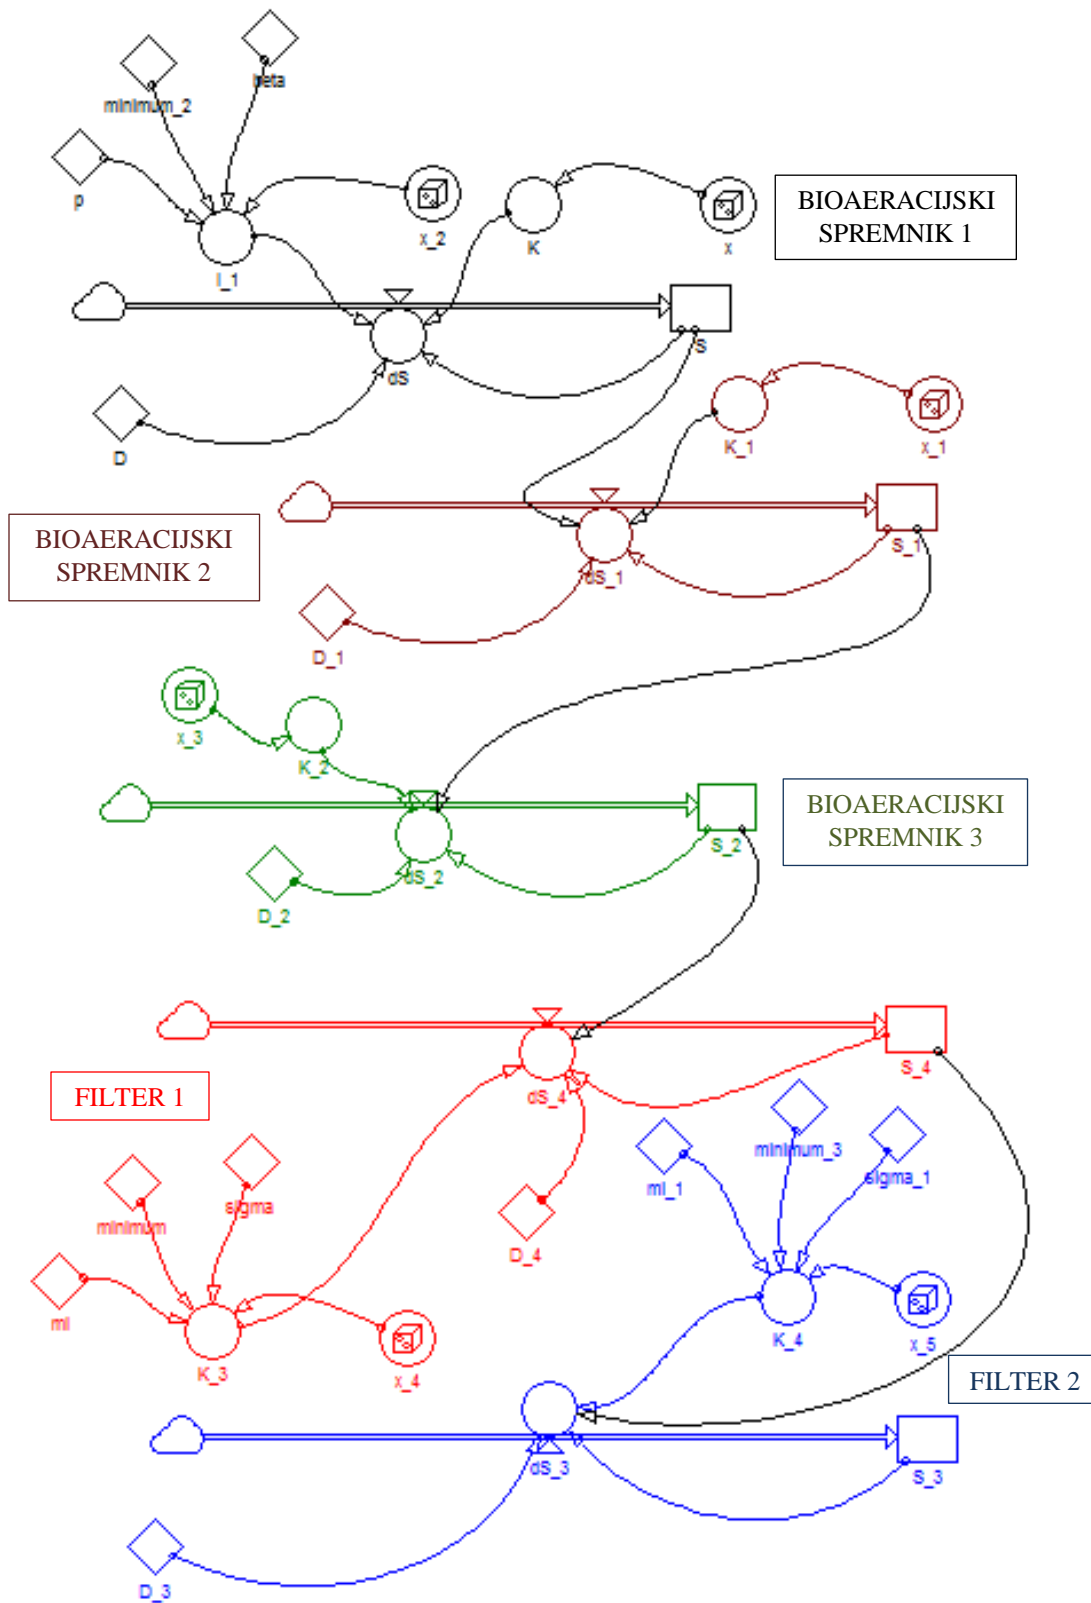 beta
minimum_2
p
I_1
x_2
K
x
BIOAERACIJSKI
SPREMNIK 1
S
dS
D
K_1
x_1
BIOAERACIJSKI
SPREMNIK 2
S_1
dS_1
D_1
x_3
K_2
BIOAERACIJSKI
SPREMNIK 3
S_2
dS_2
D_2
S_4
dS_4
FILTER 1
minimum
sigma
mi
K_3
x_4
D_4
mi_1
minimum_3
sigma_1
K_4
x_5
FILTER 2
dS_3
S_3
D_3